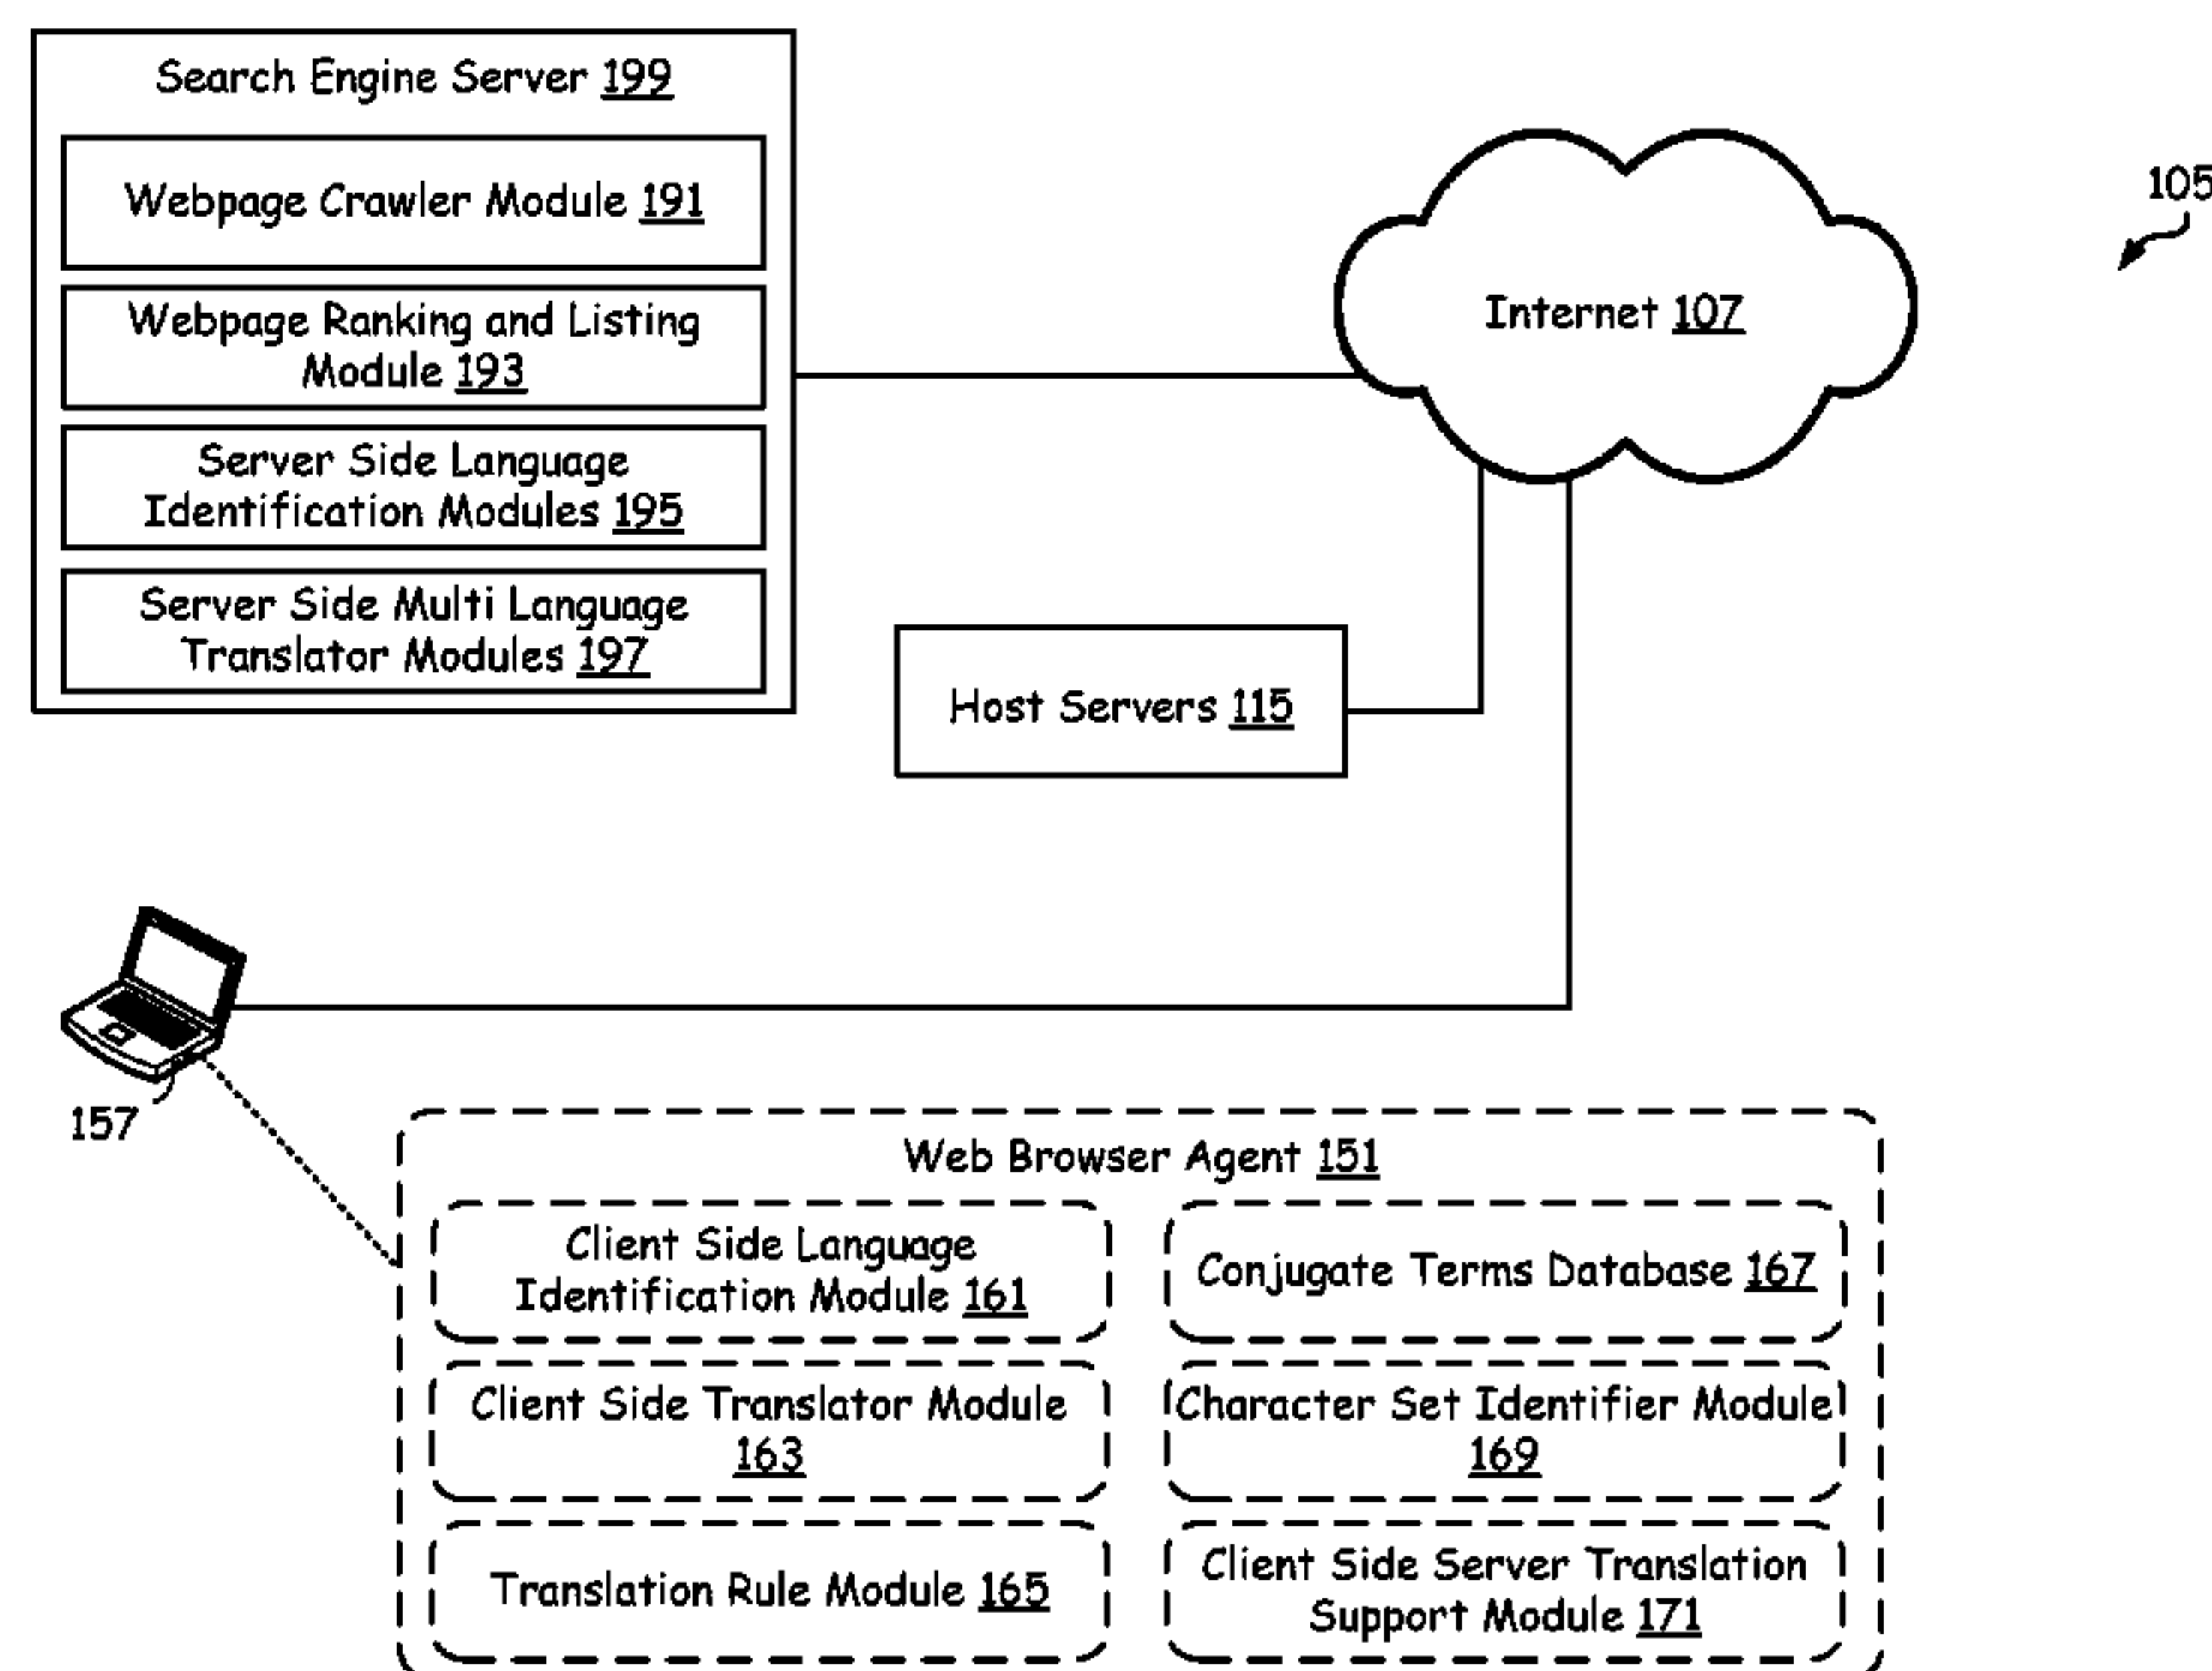 Search Engine Server 199
Webpage Crawler Module 191
Webpage Ranking and Listing
Module 193
Server Side Language
Identification Modules 195
Server Side Multi Language
Translator Modules 197
Internet 107
105
Host Servers 115
157
Web Browser Agent 151
Client Side Language
Identification Module 161
Conjugate Terms Database 167
Client Side Translator Module
163
Character Set Identifier Module
169
Translation Rule Module 165
Client Side Server Translation
Support Module 171